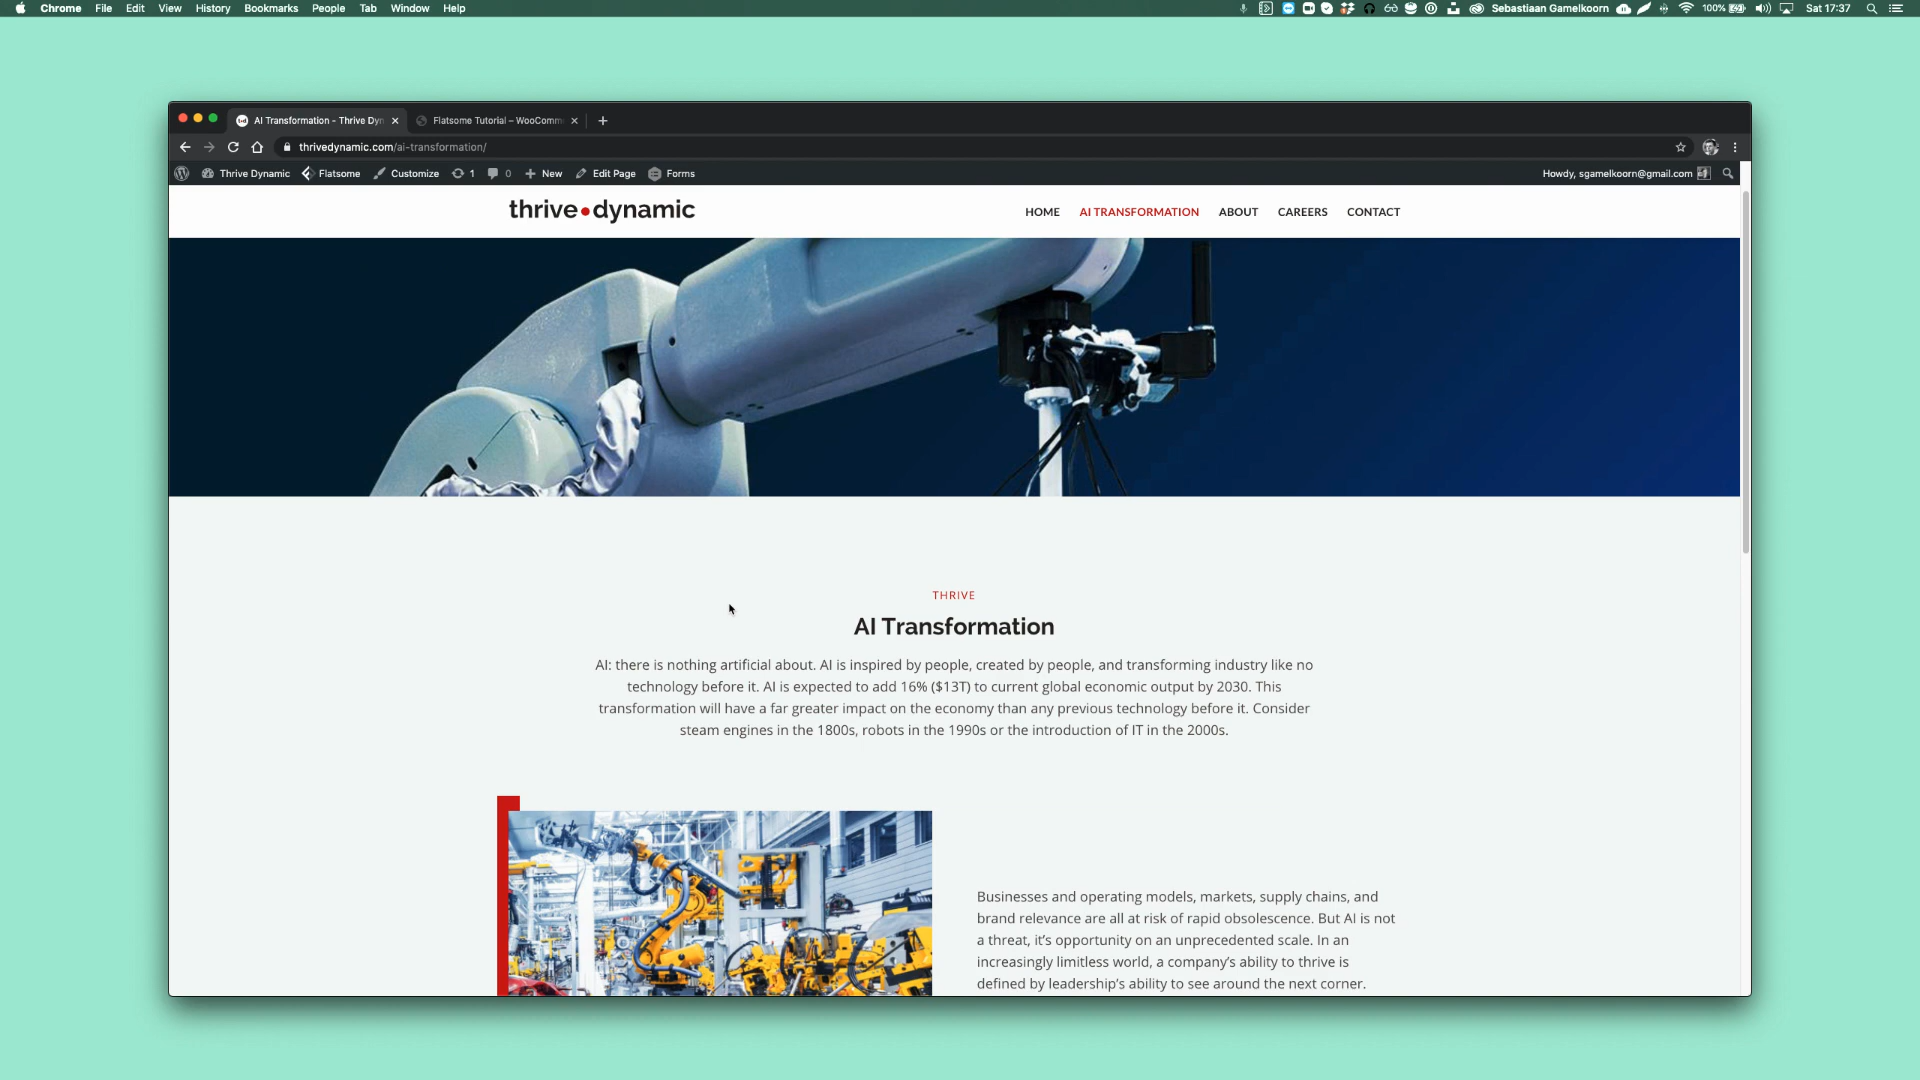 Chrome File Edit View History Bookmarks People Tab Window Help
Sebastiaan Gamelkoorn 100% Sat 17:37
AI Transformation - Thrive Dyn
Flatsome Tutorial – WooComm
thrivedynamic.com/ai-transformation/
Thrive Dynamic Flatsome Customize 1 0 New Edit Page Forms
Howdy, sgamelkoorn@gmail.com
thrive•dynamic
HOME AI TRANSFORMATION ABOUT CAREERS CONTACT
THRIVE
AI Transformation
AI: there is nothing artificial about. AI is inspired by people, created by people, and transforming industry like no
technology before it. AI is expected to add 16% ($13T) to current global economic output by 2030. This
transformation will have a far greater impact on the economy than any previous technology before it. Consider
steam engines in the 1800s, robots in the 1990s or the introduction of IT in the 2000s.
Businesses and operating models, markets, supply chains, and
brand relevance are all at risk of rapid obsolescence. But AI is not
a threat, it’s opportunity on an unprecedented scale. In an
increasingly limitless world, a company’s ability to thrive is
defined by leadership’s ability to see around the next corner.